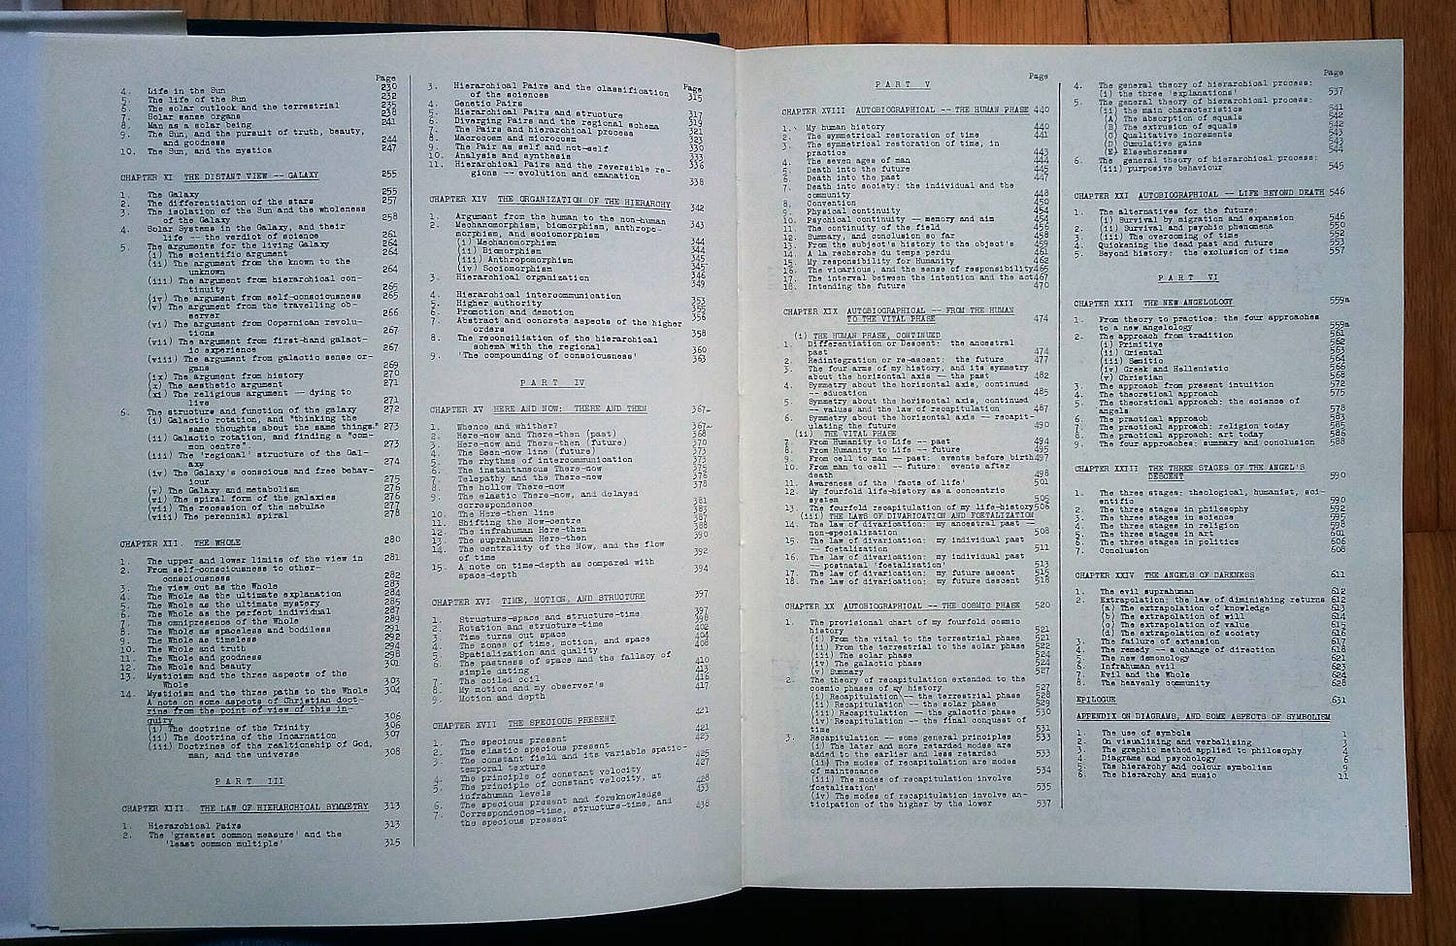 Page
4. Life in the Sun 230
5. The life of the Sun 232
6. The solar outlook and the terrestrial 235
7. Solar sense organs 238
8. Man as a solar being 241
9. The Sun, and the pursuit of truth, beauty,
and goodness 244
10. The Sun, and the mystics 247
CHAPTER XI THE DISTANT VIEW -- GALAXY 255
1. The Galaxy 255
2. The differentiation of the stars 257
3. The isolation of the Sun and the wholeness
of the Galaxy 258
4. Solar Systems in the Galaxy, and their
life -- the verdict of science 261
5. The arguments for the living Galaxy 264
(i) The scientific argument 264
(ii) The argument from the known to the
unknown 264
(iii) The argument from hierarchical con-
tinuity 265
(iv) The argument from self-consciousness 265
(v) The argument from the travelling ob-
server 266
(vi) The argument from Copernican revolu-
tions 267
(vii) The argument from first-hand galact-
ic experience 267
(viii) The argument from galactic sense or-
gans 269
(ix) The argument from history 270
(x) The aesthetic argument 271
(xi) The religious argument -- dying to
live 271
6. The structure and function of the galaxy 272
(i) Galactic rotation, and "thinking the
same thoughts about the same things" 273
(ii) Galactic rotation, and finding a "com-
mon centre" 273
(iii) The 'regional' structure of the Gal-
axy 274
(iv) The Galaxy's conscious and free behav-
iour 275
(v) The Galaxy and metabolism 276
(vi) The spiral form of the galaxies 276
(vii) The recession of the nebulae 277
(viii) The perennial spiral 278
CHAPTER XII. THE WHOLE 280
1. The upper and lower limits of the view in 281
2. From self-consciousness to other-
consciousness 282
3. The view out as the Whole 283
4. The Whole as the ultimate explanation 284
5. The Whole as the ultimate mystery 285
6. The Whole as the perfect individual 287
7. The omnipresence of the Whole 289
8. The Whole as spaceless and bodiless 291
9. The Whole as timeless 292
10. The Whole and truth 294
11. The Whole and goodness 298
12. The Whole and beauty 301
13. Mysticism and the three aspects of the
Whole 303
14. Mysticism and the three paths to the Whole 304
A note on some aspects of Christian doct-
rine from the point of view of this in-
quiry 306
(i) The doctrine of the Trinity 306
(ii) The doctrine of the Incarnation 307
(iii) Doctrines of the realtionship of God,
man, and the universe 308
PART III
CHAPTER XIII. THE LAW OF HIERARCHICAL SYMMETRY 313
1. Hierarchical Pairs 313
2. The 'greatest common measure' and the
'least common multiple' 315
Page
3. Hierarchical Pairs and the classification
of the sciences 315
4. Genetic Pairs
5. Hierarchical Pairs and structure 317
6. Diverging Pairs and the regional schema 319
7. The Pairs and hierarchical process 321
8. Macrocosm and microcosm 323
9. The Pair as self and not-self 330
10. Analysis and synthesis 333
11. Hierarchical Pairs and the reversible re- 336
gions -- evolution and emanation 338
CHAPTER XIV THE ORGANIZATION OF THE HIERARCHY 342
1. Argument from the human to the non-human
2. Mechanomorphism, biomorphism, anthropo- 343
morphism, and sociomorphism
(i) Mechanomorphism 344
(ii) Biomorphism 344
(iii) Anthropomorphism 345
(iv) Sociomorphism 345
3. Hierarchical organization 346
349
4. Hierarchical intercommunication
5. Higher authority 353
6. Promotion and demotion 355
7. Abstract and concrete aspects of the higher 356
orders 358
8. The reconciliation of the hierarchical
schema with the regional 360
9. 'The compounding of consciousness' 363
PART IV
CHAPTER XV HERE AND NOW: THERE AND THEN 367
1. Whence and whither? 367
2. Here-now and There-then (past) 368
3. Here-now and There-then (future) 370
4. The Seen-now line (future) 373
5. The rhythms of intercommunication 373
6. The instantaneous There-now 375
7. Telepathy and the There-now 376
8. The hollow There-now 378
9. The elastic There-now, and delayed
correspondence 381
10. The Here-then line 383
11. Shifting the Now-centre 387
12. The infrahuman Here-then 388
13. The suprahuman Here-then 390
14. The centrality of the Now, and the flow
of time 392
15. A note on time-depth as compared with
space-depth 394
CHAPTER XVI TIME, MOTION, AND STRUCTURE 397
1. Structure-space and structure-time 397
2. Rotation and structure-time 398
3. Time turns out space 402
4. The zones of time, motion, and space 404
5. Spatialization and quality 408
6. The pastness of space and the fallacy of
simple dating 410
7. The coiled coil 413
8. My motion and my observer's 416
9. Motion and depth 417
CHAPTER XVII THE SPECIOUS PRESENT 421
1. The specious present 421
2. The elastic specious present 423
3. The constant field and its variable spatio-
temporal texture 425
4. The principle of constant velocity 427
5. The principle of constant velocity, at
infrahuman levels 428
6. The specious present and foreknowledge 433
7. Correspondence-time, structure-time, and
the specious present 436
PART V
Page
CHAPTER XVIII AUTOBIOGRAPHICAL -- THE HUMAN PHASE 440
1. My human history 440
2. The symmetrical restoration of time 441
3. The symmetrical restoration of time, in
practice 443
4. The seven ages of man 444
5. Death into the future 445
6. Death into the past 447
7. Death into society: the individual and the
community 448
8. Convention 450
9. Physical continuity 454
10. Psychical continuity -- memory and aim 454
11. The continuity of the field 456
12. Summary, and conclusion so far 458
13. From the subject's history to the object's 459
14. A la recherche du temps perdu 461
15. My responsibility for Humanity 462
16. The vicarious, and the sense of responsibility 465
17. The interval between the intention and the act 467
18. Intending the future 470
CHAPTER XIX AUTOBIOGRAPHICAL -- FROM THE HUMAN
TO THE VITAL PHASE 474
(i) THE HUMAN PHASE, CONTINUED
1. Differentiation or Descent: the ancestral
past 474
2. Redintegration or re-ascent: the future 477
3. The four arms of my history, and its symmetry
about the horizontal axis -- the past 482
4. Symmetry about the horizontal axis, continued
-- education 485
5. Symmetry about the horizontal axis, continued
-- values and the law of recapitulation 487
6. Symmetry about the horizontal axis -- recapit-
ulating the future 490
(ii) THE VITAL PHASE
7. From Humanity to Life -- past 494
8. From Humanity to Life -- future 495
9. From cell to man -- past: events before birth 497
10. From man to cell -- future: events after
death 498
11. Awareness of the 'facts of life' 501
12. My fourfold life-history as a concentric
system 505
13. The fourfold recapitulation of my life-history 506
(iii) THE LAWS OF DIVARICATION AND FOETALIZATION
14. The law of divarication: my ancestral past --
non-specialization 508
15. The law of divarication: my individual past
-- foetalization 511
16. The law of divarication: my individual past
-- postnatal 'foetalization' 513
17. The law of divarication: my future ascent 515
18. The law of divarication: my future descent 518
CHAPTER XX AUTOBIOGRAPHICAL -- THE COSMIC PHASE 520
1. The provisional chart of my fourfold cosmic
history 521
(i) From the vital to the terrestrial phase 521
(ii) From the terrestrial to the solar phase 522
(iii) The solar phase 524
(iv) The galactic phase 524
(v) Summary 527
2. The theory of recapitulation extended to the
cosmic phases of my history 527
(i) Recapitulation -- the terrestrial phase 528
(ii) Recapitulation -- the solar phase 529
(iii) Recapitulation -- the galactic phase 530
(iv) Recapitulation -- the final conquest of
time 531
3. Recapitulation -- some general principles 533
(i) The later and more retarded modes are
added to the earlier and less retarded 533
(ii) The modes of recapitulation are modes
of maintenance 534
(iii) The modes of recapitulation involve
'foetalization' 535
(iv) The modes of recapitulation involve an-
ticipation of the higher by the lower 537
Page
4. The general theory of hierarchical process:
(i) the three 'explanations' 537
5. The general theory of hierarchical process:
(ii) the main characteristics 541
(A) The absorption of equals 542
(B) The extrusion of equals 542
(C) Qualitative increments 543
(D) Cumulative gains 543
(E) Elsewhereness 544
6. The general theory of hierarchical process:
(iii) purposive behaviour 545
CHAPTER XXI AUTOBIOGRAPHICAL -- LIFE BEYOND DEATH 546
1. The alternatives for the future:
(i) Survival by migration and expansion 546
2. (ii) Survival and psychic phenomena 550
3. (iii) The overcoming of time 552
4. Quickening the dead past and future 553
5. Beyond history: the exclusion of time 557
PART VI
CHAPTER XXII THE NEW ANGELOLOGY 559a
1. From theory to practice: the four approaches
to a new angelology 559a
2. The approach from tradition 561
(i) Primitive 562
(ii) Oriental 563
(iii) Semitic 564
(iv) Greek and Hellenistic 566
(v) Christian 568
3. The approach from present intuition 572
4. The theoretical approach 575
5. The theoretical approach: the science of
angels 578
6. The practical approach 583
7. The practical approach: religion today 585
8. The practical approach: art today 586
9. The four approaches: summary and conclusion 588
CHAPTER XXIII THE THREE STAGES OF THE ANGEL'S
DESCENT 590
1. The three stages: theological, humanist, sci-
entific 590
2. The three stages in philosophy 592
3. The three stages in science 595
4. The three stages in religion 598
5. The three stages in art 601
6. The three stages in politics 606
7. Conclusion 608
CHAPTER XXIV THE ANGELS OF DARKNESS 611
1. The evil suprahuman 612
2. Extrapolation: the law of diminishing returns 612
(a) The extrapolation of knowledge 613
(b) The extrapolation of will 614
(c) The extrapolation of time 615
(d) The extrapolation of society 616
3. The failure of extension 617
4. The remedy -- a change of direction 618
5. The new demonology 621
6. Infrahuman evil 623
7. Evil and the Whole 624
8. The heavenly community 628
EPILOGUE 631
APPENDIX ON DIAGRAMS, AND SOME ASPECTS OF SYMBOLISM
1. The use of symbols 1
2. On visualizing and verbalizing
3. The graphic method applied to philosophy 4
4. Diagrams and psychology 6
5. The hierarchy and colour symbolism 9
6. The hierarchy and music 11